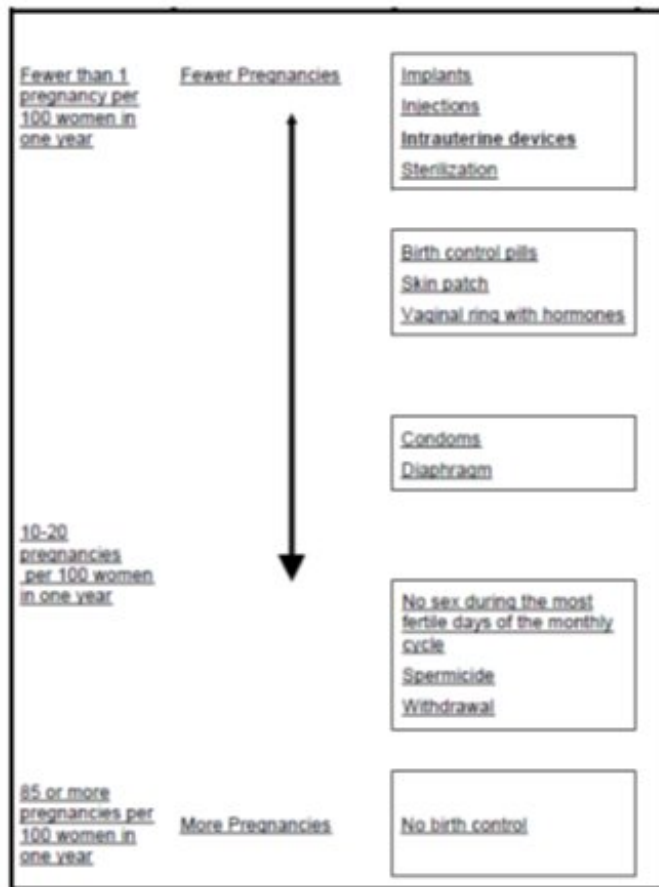 Fewer than 1
pregnancy per
100 women in
one year
Fewer Pregnancies
Implants
Injections
Intrauterine devices
Sterilization
Birth control pills
Skin patch
Vaginal ring with hormones
Condoms
Diaphragm
10-20
pregnancies
per 100 women
in one year
No sex during the most
fertile days of the monthly
cycle
Spermicide
Withdrawal
85 or more
pregnancies per
100 women in
one year
More Pregnancies
No birth control